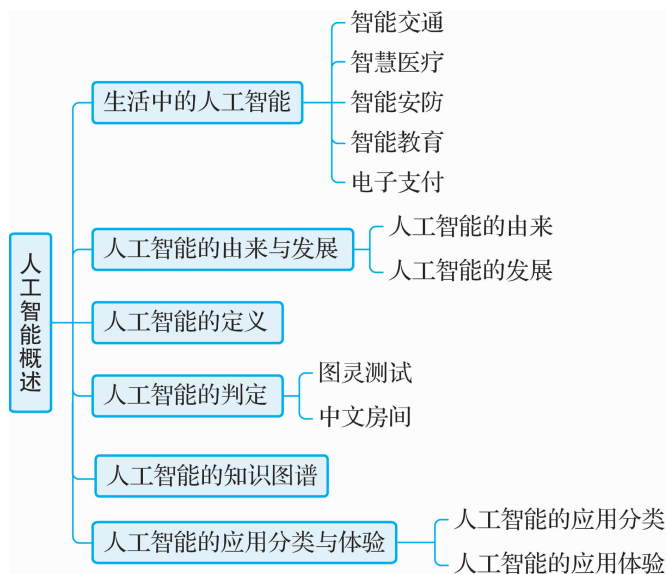 人工智能概述
生活中的人工智能
智能交通
智慧医疗
智能安防
智能教育
电子支付
人工智能的由来与发展
人工智能的由来
人工智能的发展
人工智能的定义
人工智能的判定
图灵测试
中文房间
人工智能的知识图谱
人工智能的应用分类与体验
人工智能的应用分类
人工智能的应用体验